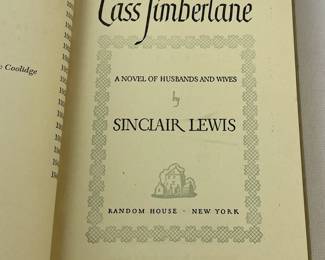 Coolidge
Cass Timberlane
A NOVEL OF HUSBANDS AND WIVES
by
SINCLAIR LEWIS
RANDOM HOUSE · NEW YORK